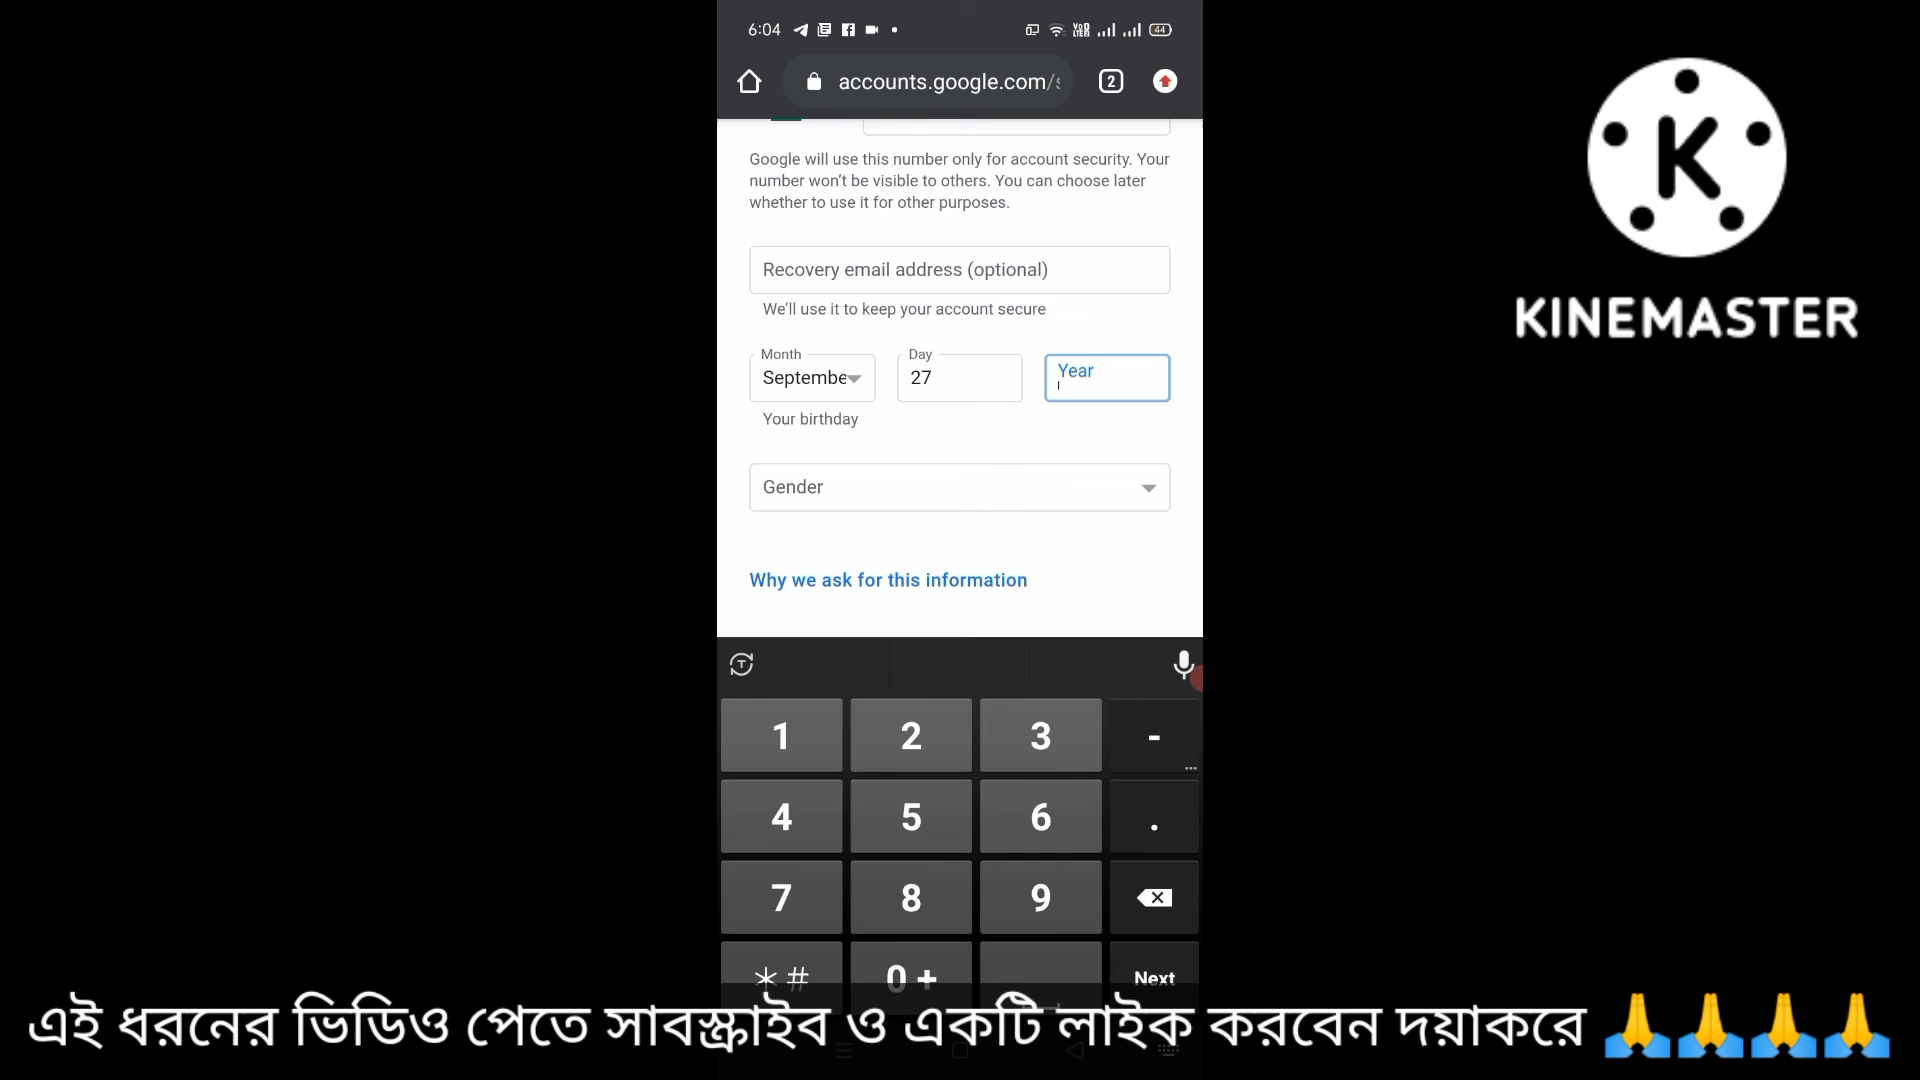 6:04 VoD LTE1 44
accounts.google.com/s 2
K
KINEMASTER
Google will use this number only for account security. Your
number won't be visible to others. You can choose later
whether to use it for other purposes.
Recovery email address (optional)
We'll use it to keep your account secure
Month Day
Septembe 27 Year
Your birthday
Gender
Why we ask for this information
T
1 2 3 -
...
4 5 6 .
7 8 9
* # 0 + Next
এই ধরনের ভিডিও পেতে সাবস্ক্রাইব ও একটি লাইক করবেন দয়াকরে 🙏🙏🙏🙏